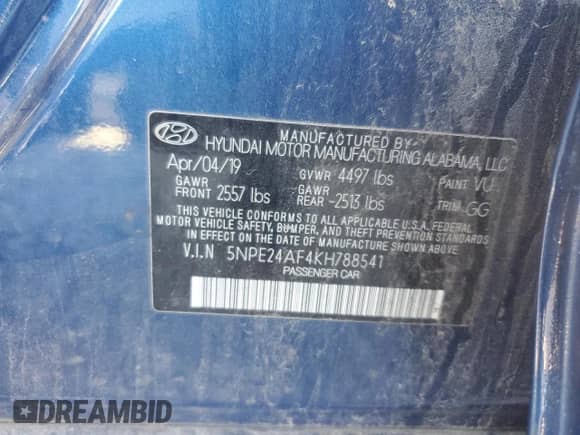 MANUFACTURED BY
HYUNDAI MOTOR MANUFACTURING ALABAMA, LLC
Apr/04/19 GVWR 4497 lbs PAINT VU
GAWR FRONT 2557 lbs GAWR REAR 2513 lbs TRIM GG
THIS VEHICLE CONFORMS TO ALL APPLICABLE U.S.A. FEDERAL
MOTOR VEHICLE SAFETY, BUMPER, AND THEFT PREVENTION STANDARDS
IN EFFECT ON THE DATE OF MANUFACTURE SHOWN ABOVE.
V.I.N 5NPE24AF4KH788541
PASSENGER CAR
DREAMBID